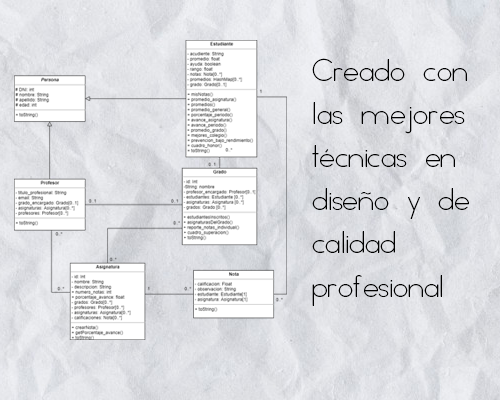 Estudiante
- acudiente: String
- promedio: float
- ayuda: boolean
- rango: float
- notas: Nota[0..*]
- promedios: HashMap[0..*]
- grado: Grado[1..*]
+ misNotas()
+ promedio_asignatura()
+ promedio()
+ promedio_general()
+ porcentaje_periodo()
+ avance_asignatura()
+ avance_periodo()
+ promedio_grado()
+ mejores_colegio()
+ prevencion_bajo_rendimiento()
+ cuadro_honor()
+ toString()
Persona
# DNI: int
# nombre: String
# apellido: String
# edad: int
+ toString()
1
0..*
0..*
Profesor
- titulo_profesional: String
- email: String
- grado_encargado: Grado[0..1]
- asignaturas: Asignatura[0..*]
- profesores: Profesor[0..*]
+ toString()
0..1
0..1
0..*
Grado
- id: int
- nombre: String
- profesor_encargado: Profesor[0..*]
- estudiantes: Estudiante [0..*]
- asignaturas: Asignatura [0..*]
- grados: Grado [0..*]
+ estudiantesInscritos()
+ asignaturasDelGrado()
+ reporte_notas_individual()
+ cuadro_superacion()
+ toString()
0..*
0..*
Asignatura
- id: int
- nombre: String
- descripcion: String
+ numero_notas: int
+ porcentaje_avance: float
- grados: Grado[0..*]
- profesores: Profesor[0..*]
- asignaturas: Asignatura[0..*]
- calificaciones: Nota[0..*]
+ crearNota()
+ getPorcentaje_avance()
+ toString()
1
0..*
0..*
Nota
- calificacion: Float
- observacion: String
- estudiante: Estudiante[1]
- asignatura: Asignatura[1]
+ toString()
Creado con
las mejores
técnicas en
diseño y de
calidad
profesional